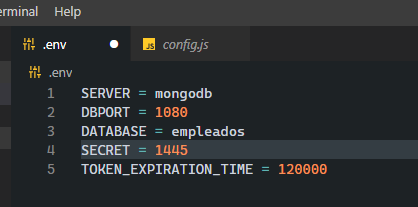 erminal Help
.env config.js
.env
1 SERVER = mongodb
2 DBPORT = 1080
3 DATABASE = empleados
4 SECRET = 1445
5 TOKEN_EXPIRATION_TIME = 120000